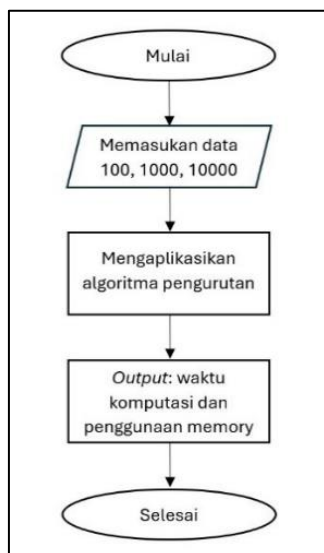 Mulai
Memasukan data
100, 1000, 10000
Mengaplikasikan
algoritma pengurutan
Output: waktu
komputasi dan
penggunaan memory
Selesai